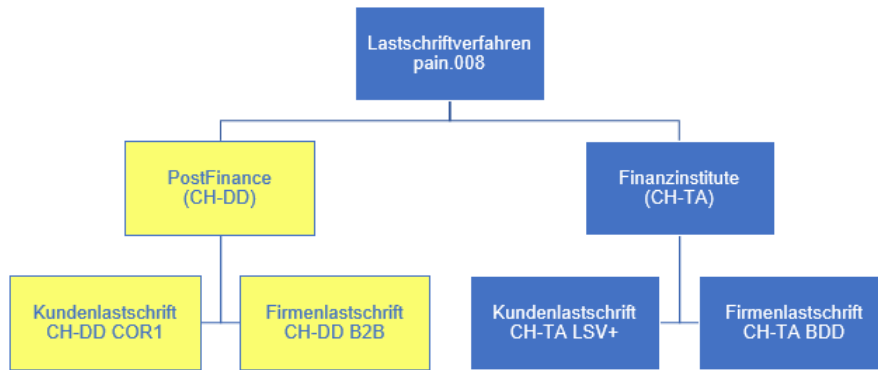 Lastschriftverfahren
pain.008
PostFinance
(CH-DD)
Finanzinstitute
(CH-TA)
Kundenlastschrift
CH-DD COR1
Firmenlastschrift
CH-DD B2B
Kundenlastschrift
CH-TA LSV+
Firmenlastschrift
CH-TA BDD